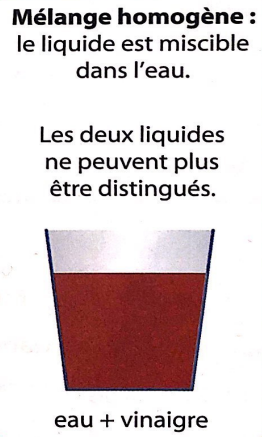 Mélange homogène :
le liquide est miscible
dans l'eau.
Les deux liquides
ne peuvent plus
être distingués.
eau + vinaigre